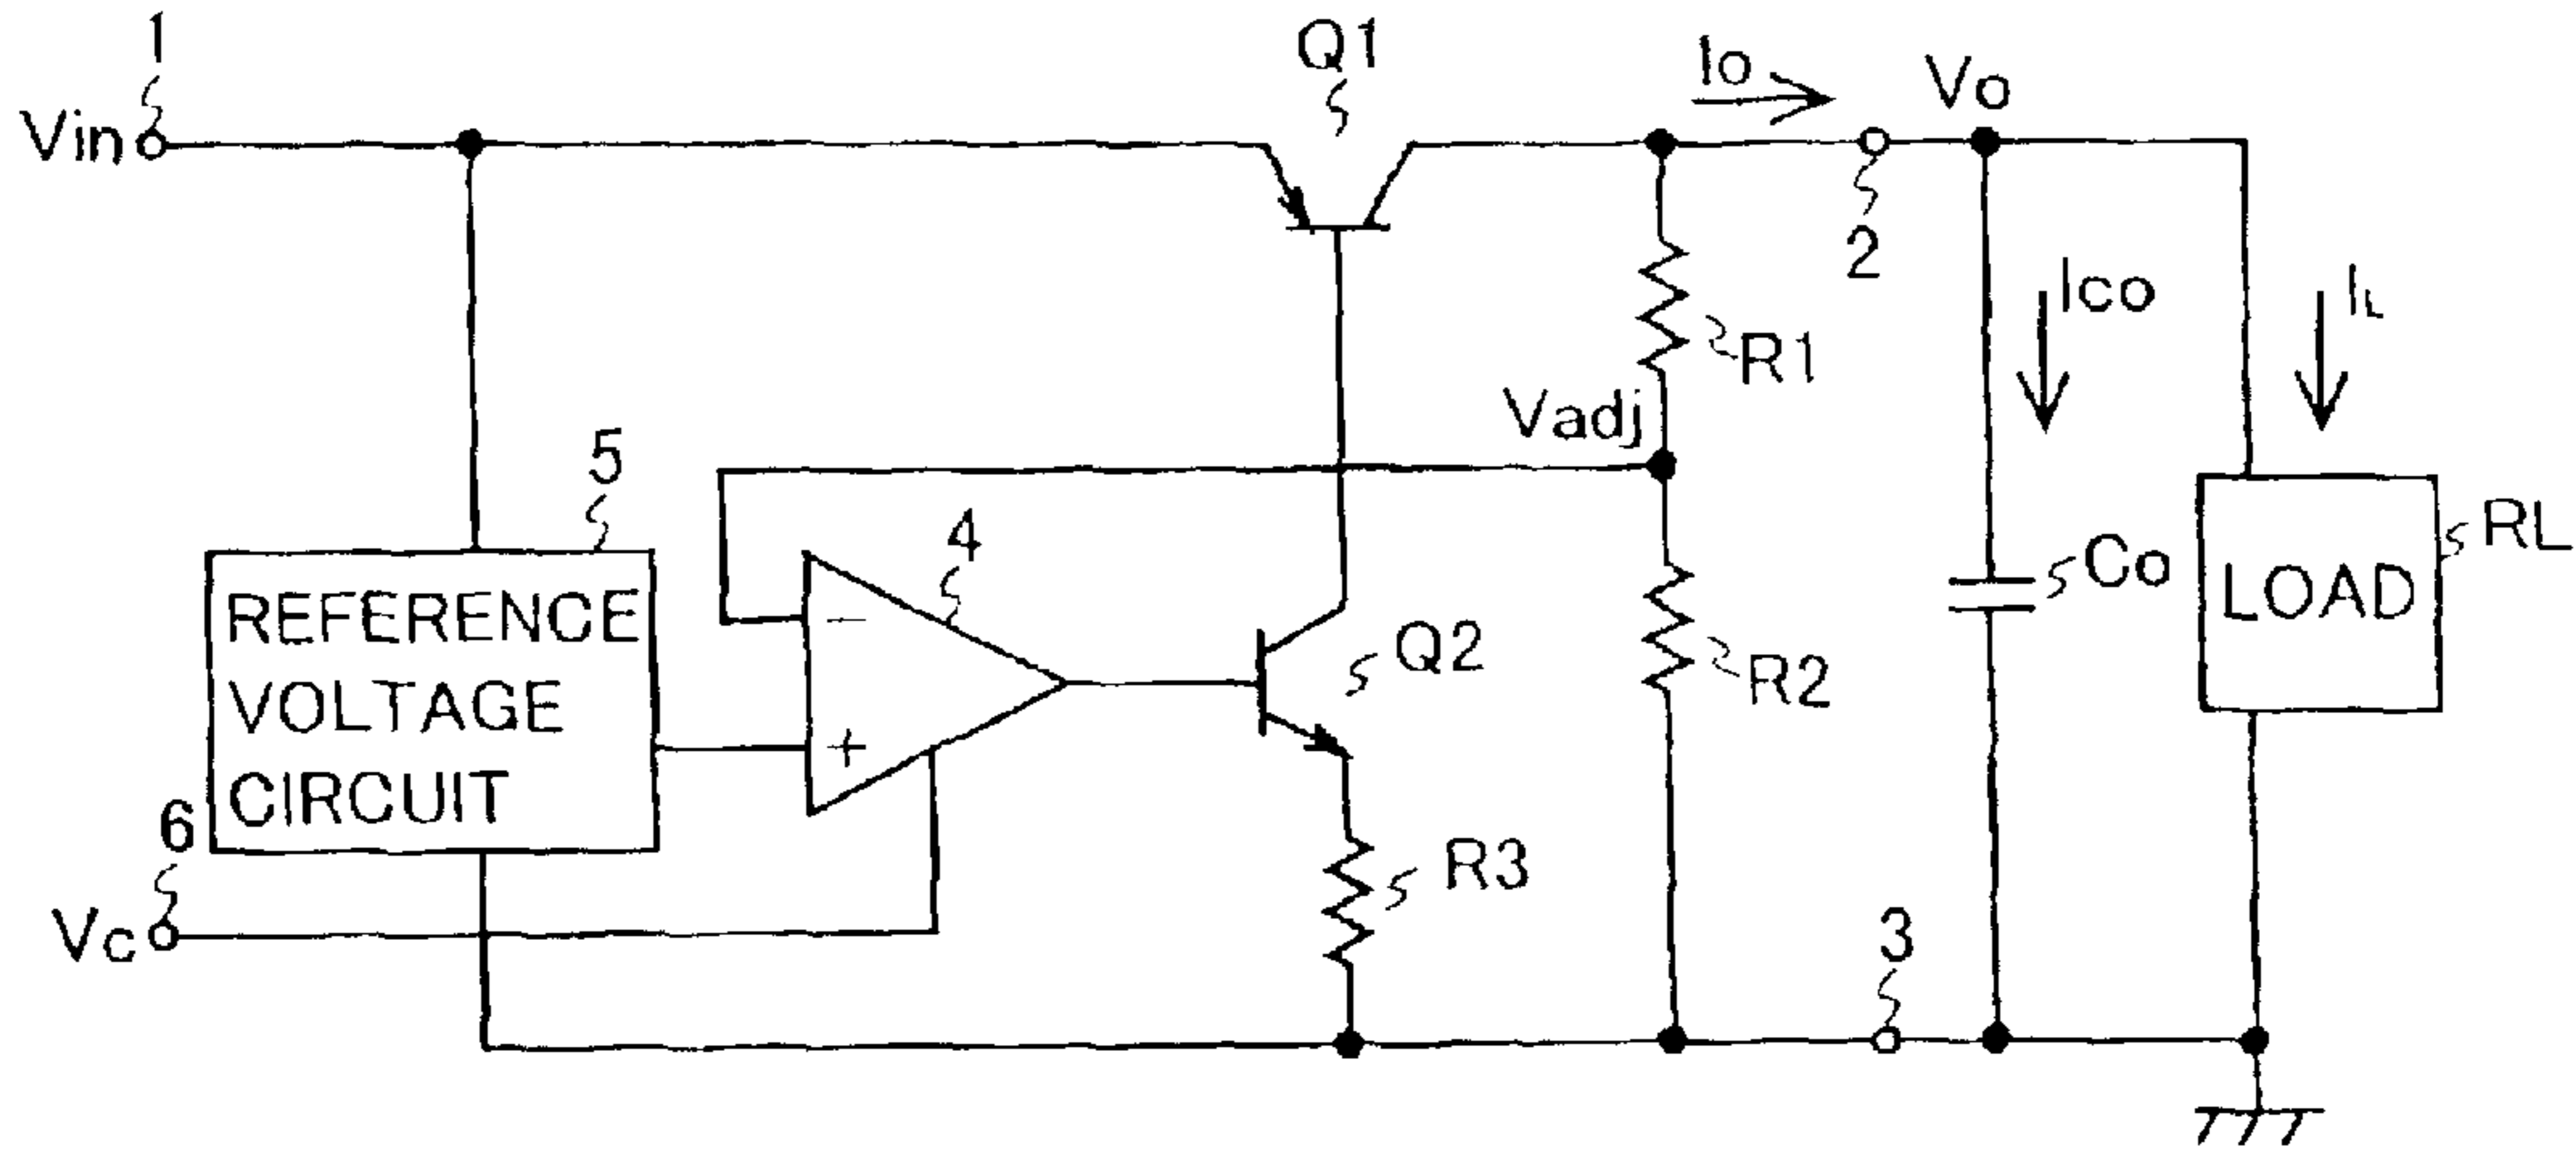 1
Q1
Io
Vo
Vin
2
Ico
IL
R1
Vadj
5
4
RL
Co
REFERENCE
VOLTAGE
CIRCUIT
LOAD
−
Q2
R2
+
6
R3
Vc
3